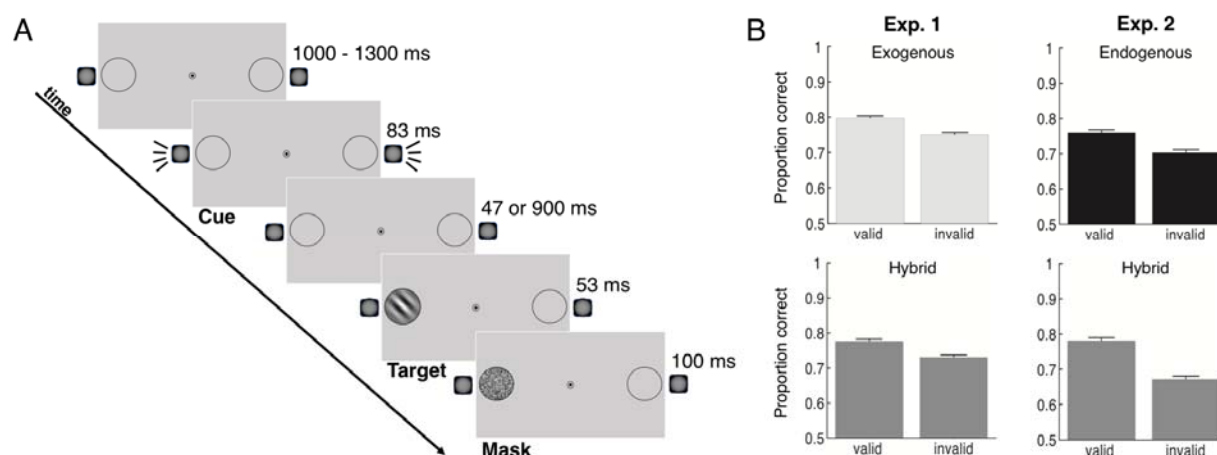 A
time
1000 - 1300 ms
83 ms
Cue
47 or 900 ms
53 ms
Target
100 ms
Mask
B
Exp. 1
Exogenous
Proportion correct
1
0.9
0.8
0.7
0.6
0.5
valid invalid
Exp. 2
Endogenous
1
0.9
0.8
0.7
0.6
0.5
valid invalid
Hybrid
Proportion correct
1
0.9
0.8
0.7
0.6
0.5
valid invalid
Hybrid
1
0.9
0.8
0.7
0.6
0.5
valid invalid